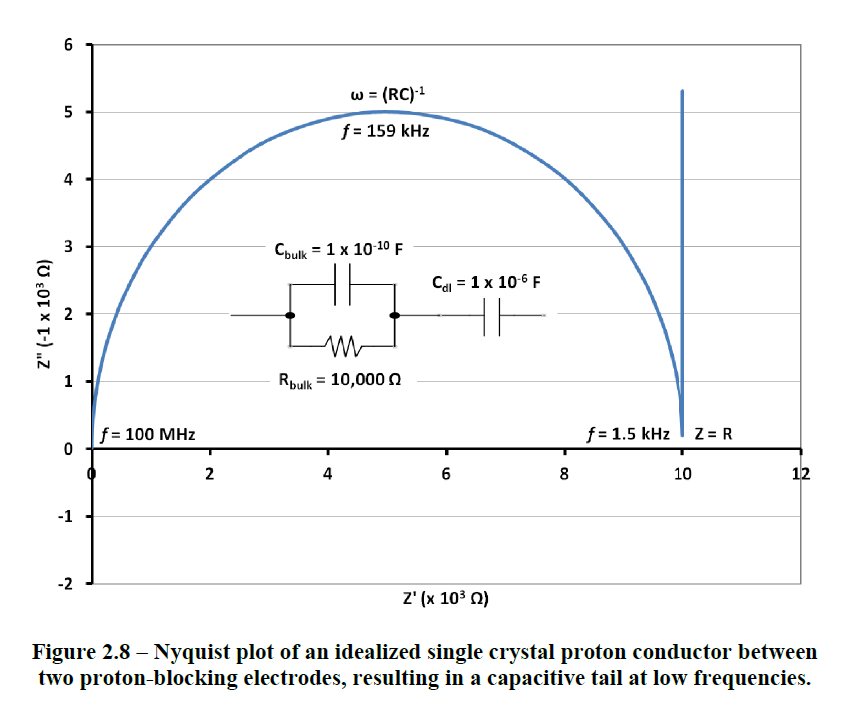 6
ω = (RC)⁻¹
5
f = 159 kHz
4
3
C_bulk = 1 x 10⁻¹⁰ F
C_dl = 1 x 10⁻⁶ F
Z" (-1 x 10³ Ω)
2
1
R_bulk = 10,000 Ω
f = 100 MHz
f = 1.5 kHz
Z = R
0
0 2 4 6 8 10 12
-1
-2
Z' (x 10³ Ω)
Figure 2.8 – Nyquist plot of an idealized single crystal proton conductor between
two proton-blocking electrodes, resulting in a capacitive tail at low frequencies.